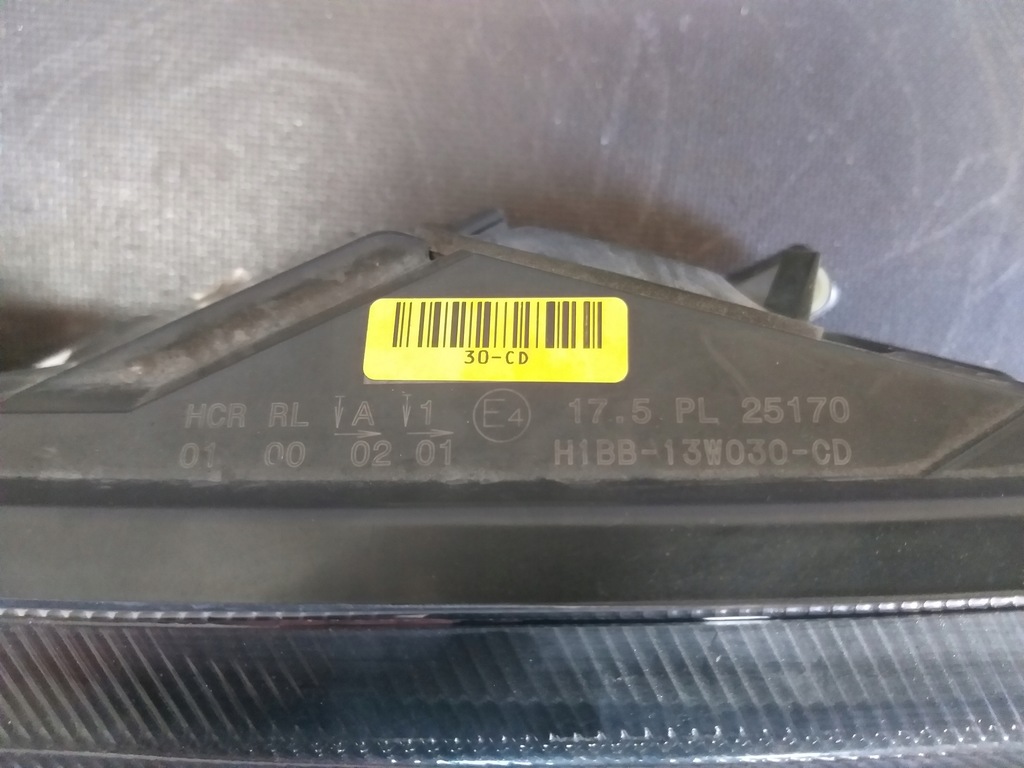 30-CD
HCR RL A 1 E4 17.5 PL 25170
01 00 02 01 H1BB-13W030-CD